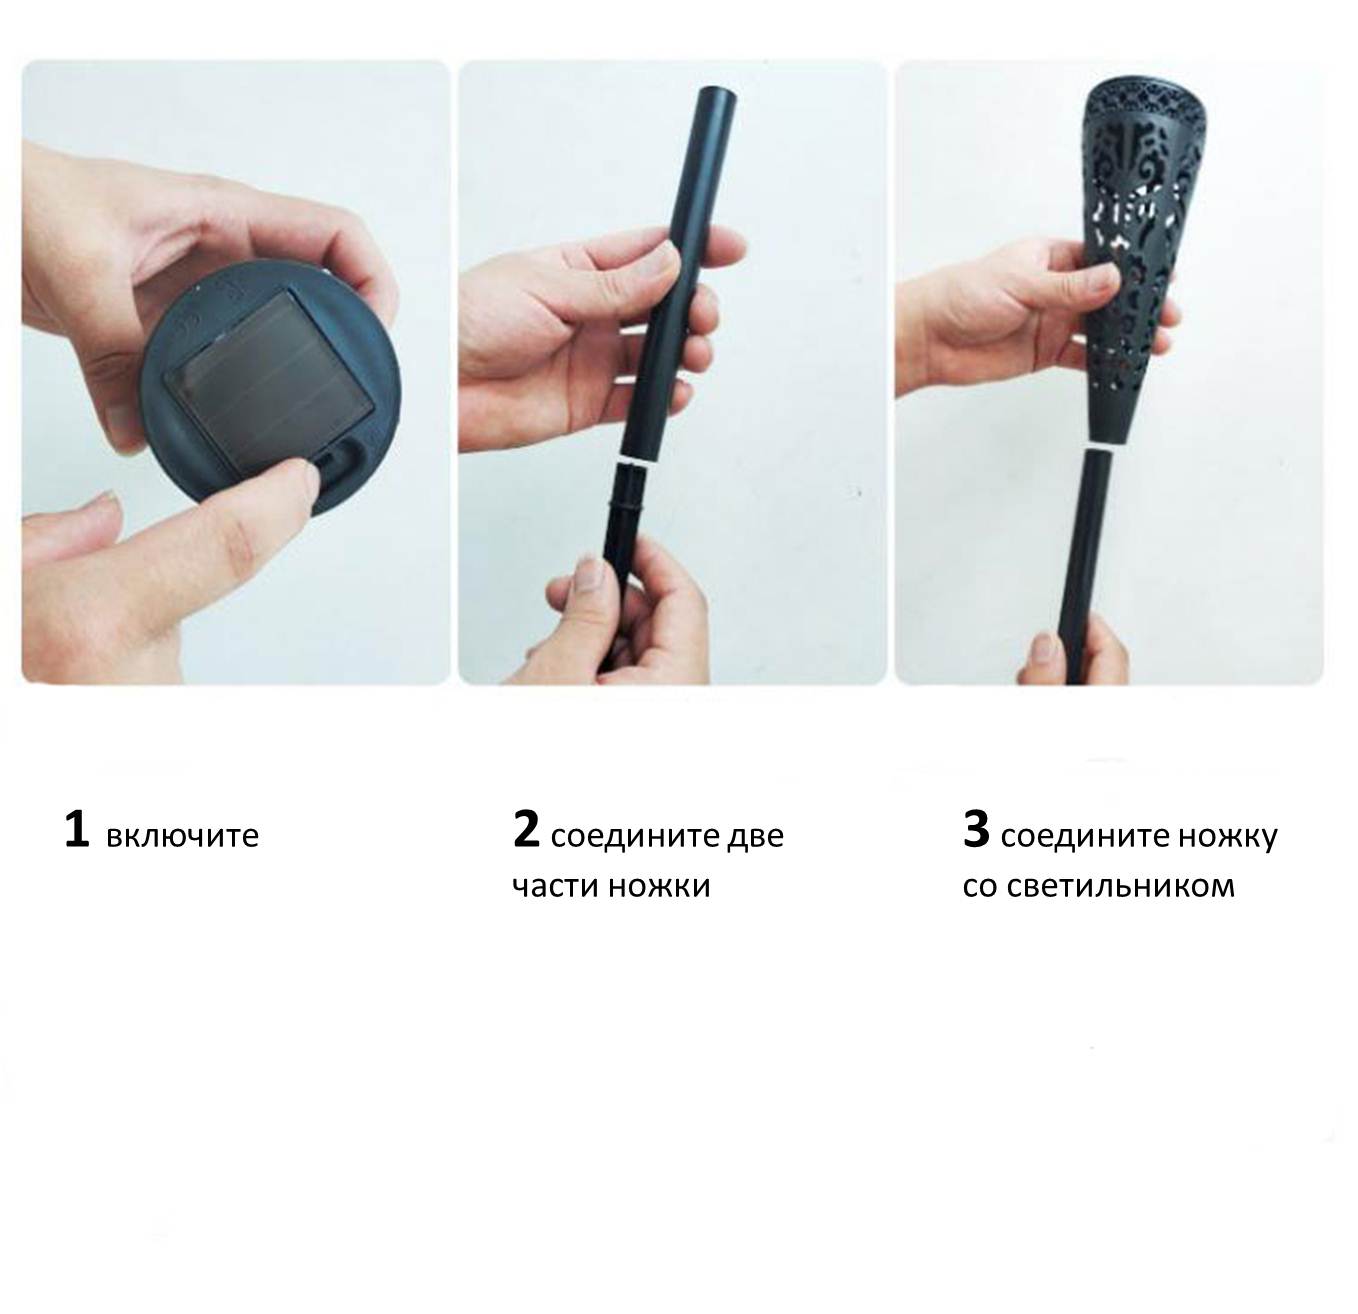 1 включите
2 соедините две
части ножки
3 соедините ножку
со светильником